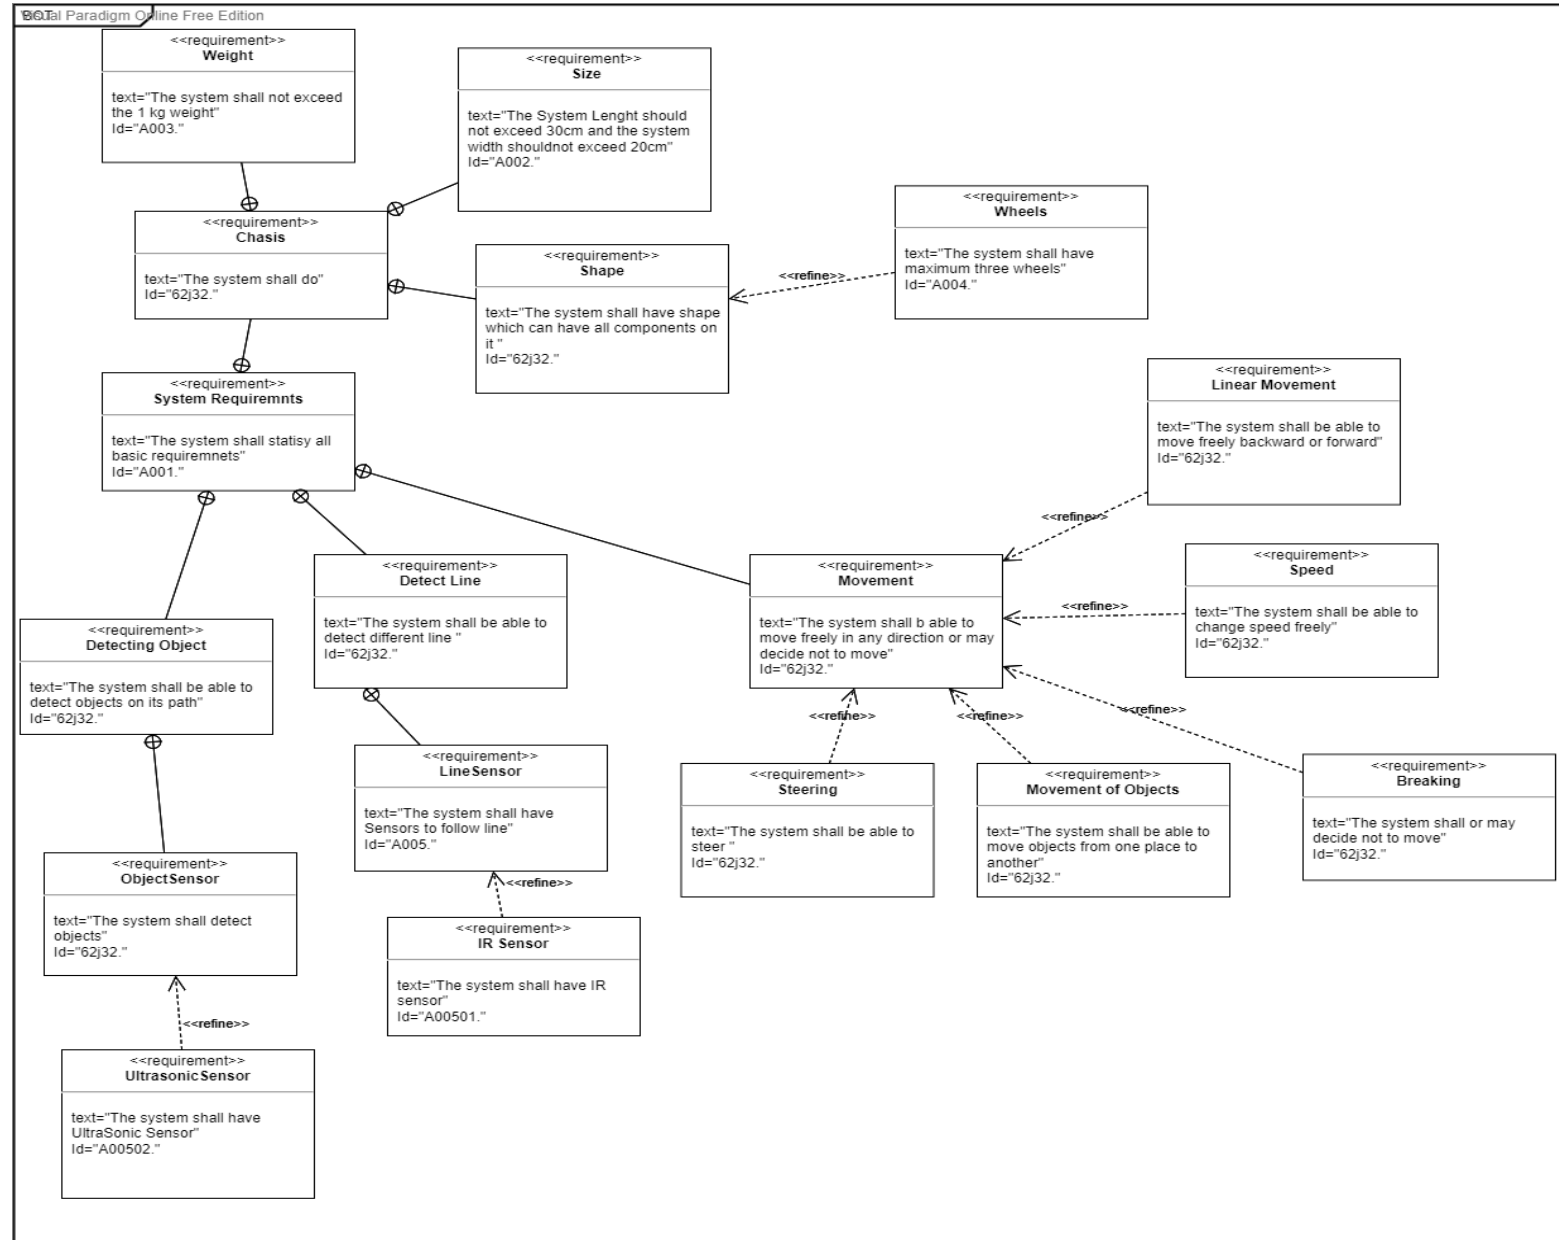 BOT
Visual Paradigm Online Free Edition
<<requirement>>
Weight
text="The system shall not exceed
the 1 kg weight"
Id="A003."
<<requirement>>
Size
text="The System Lenght should
not exceed 30cm and the system
width shouldnot exceed 20cm"
Id="A002."
<<requirement>>
Chasis
text="The system shall do"
Id="62j32."
<<requirement>>
Shape
text="The system shall have shape
which can have all components on
it "
Id="62j32."
<<refine>>
<<requirement>>
Wheels
text="The system shall have
maximum three wheels"
Id="A004."
<<requirement>>
System Requiremnts
text="The system shall statisy all
basic requiremnets"
Id="A001."
<<requirement>>
Linear Movement
text="The system shall be able to
move freely backward or forward"
Id="62j32."
<<refine>>
<<requirement>>
Detect Line
text="The system shall be able to
detect different line "
Id="62j32."
<<requirement>>
Movement
text="The system shall b able to
move freely in any direction or may
decide not to move"
Id="62j32."
<<refine>>
<<requirement>>
Speed
text="The system shall be able to
change speed freely"
Id="62j32."
<<requirement>>
Detecting Object
text="The system shall be able to
detect objects on its path"
Id="62j32."
<<refine>>
<<refine>>
<<refine>>
<<requirement>>
LineSensor
text="The system shall have
Sensors to follow line"
Id="A005."
<<requirement>>
Steering
text="The system shall be able to
steer "
Id="62j32."
<<requirement>>
Movement of Objects
text="The system shall be able to
move objects from one place to
another"
Id="62j32."
<<requirement>>
Breaking
text="The system shall or may
decide not to move"
Id="62j32."
<<requirement>>
ObjectSensor
text="The system shall detect
objects"
Id="62j32."
<<refine>>
<<requirement>>
IR Sensor
text="The system shall have IR
sensor"
Id="A00501."
<<refine>>
<<requirement>>
UltrasonicSensor
text="The system shall have
UltraSonic Sensor"
Id="A00502."